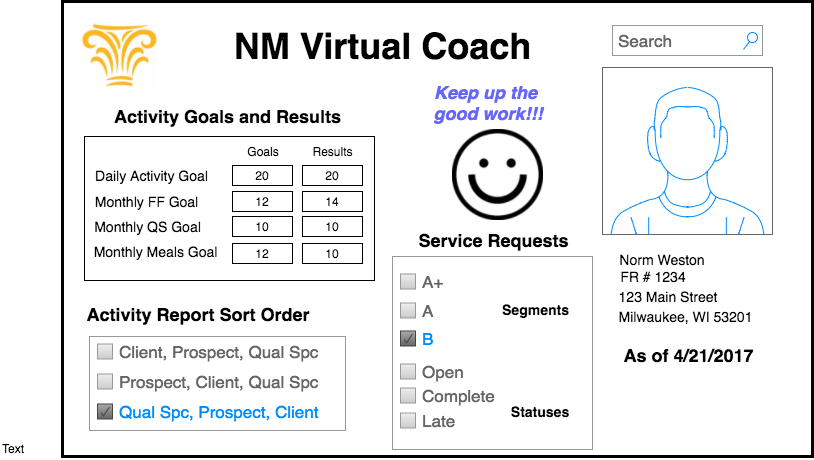 NM Virtual Coach
Search
Keep up the
good work!!!
Activity Goals and Results
Goals Results
Daily Activity Goal 20 20
Monthly FF Goal 12 14
Monthly QS Goal 10 10
Monthly Meals Goal 12 10
Service Requests
A+
A
Segments
B
Open
Complete
Statuses
Late
Norm Weston
FR # 1234
123 Main Street
Milwaukee, WI 53201
As of 4/21/2017
Activity Report Sort Order
Client, Prospect, Qual Spc
Prospect, Client, Qual Spc
Qual Spc, Prospect, Client
Text